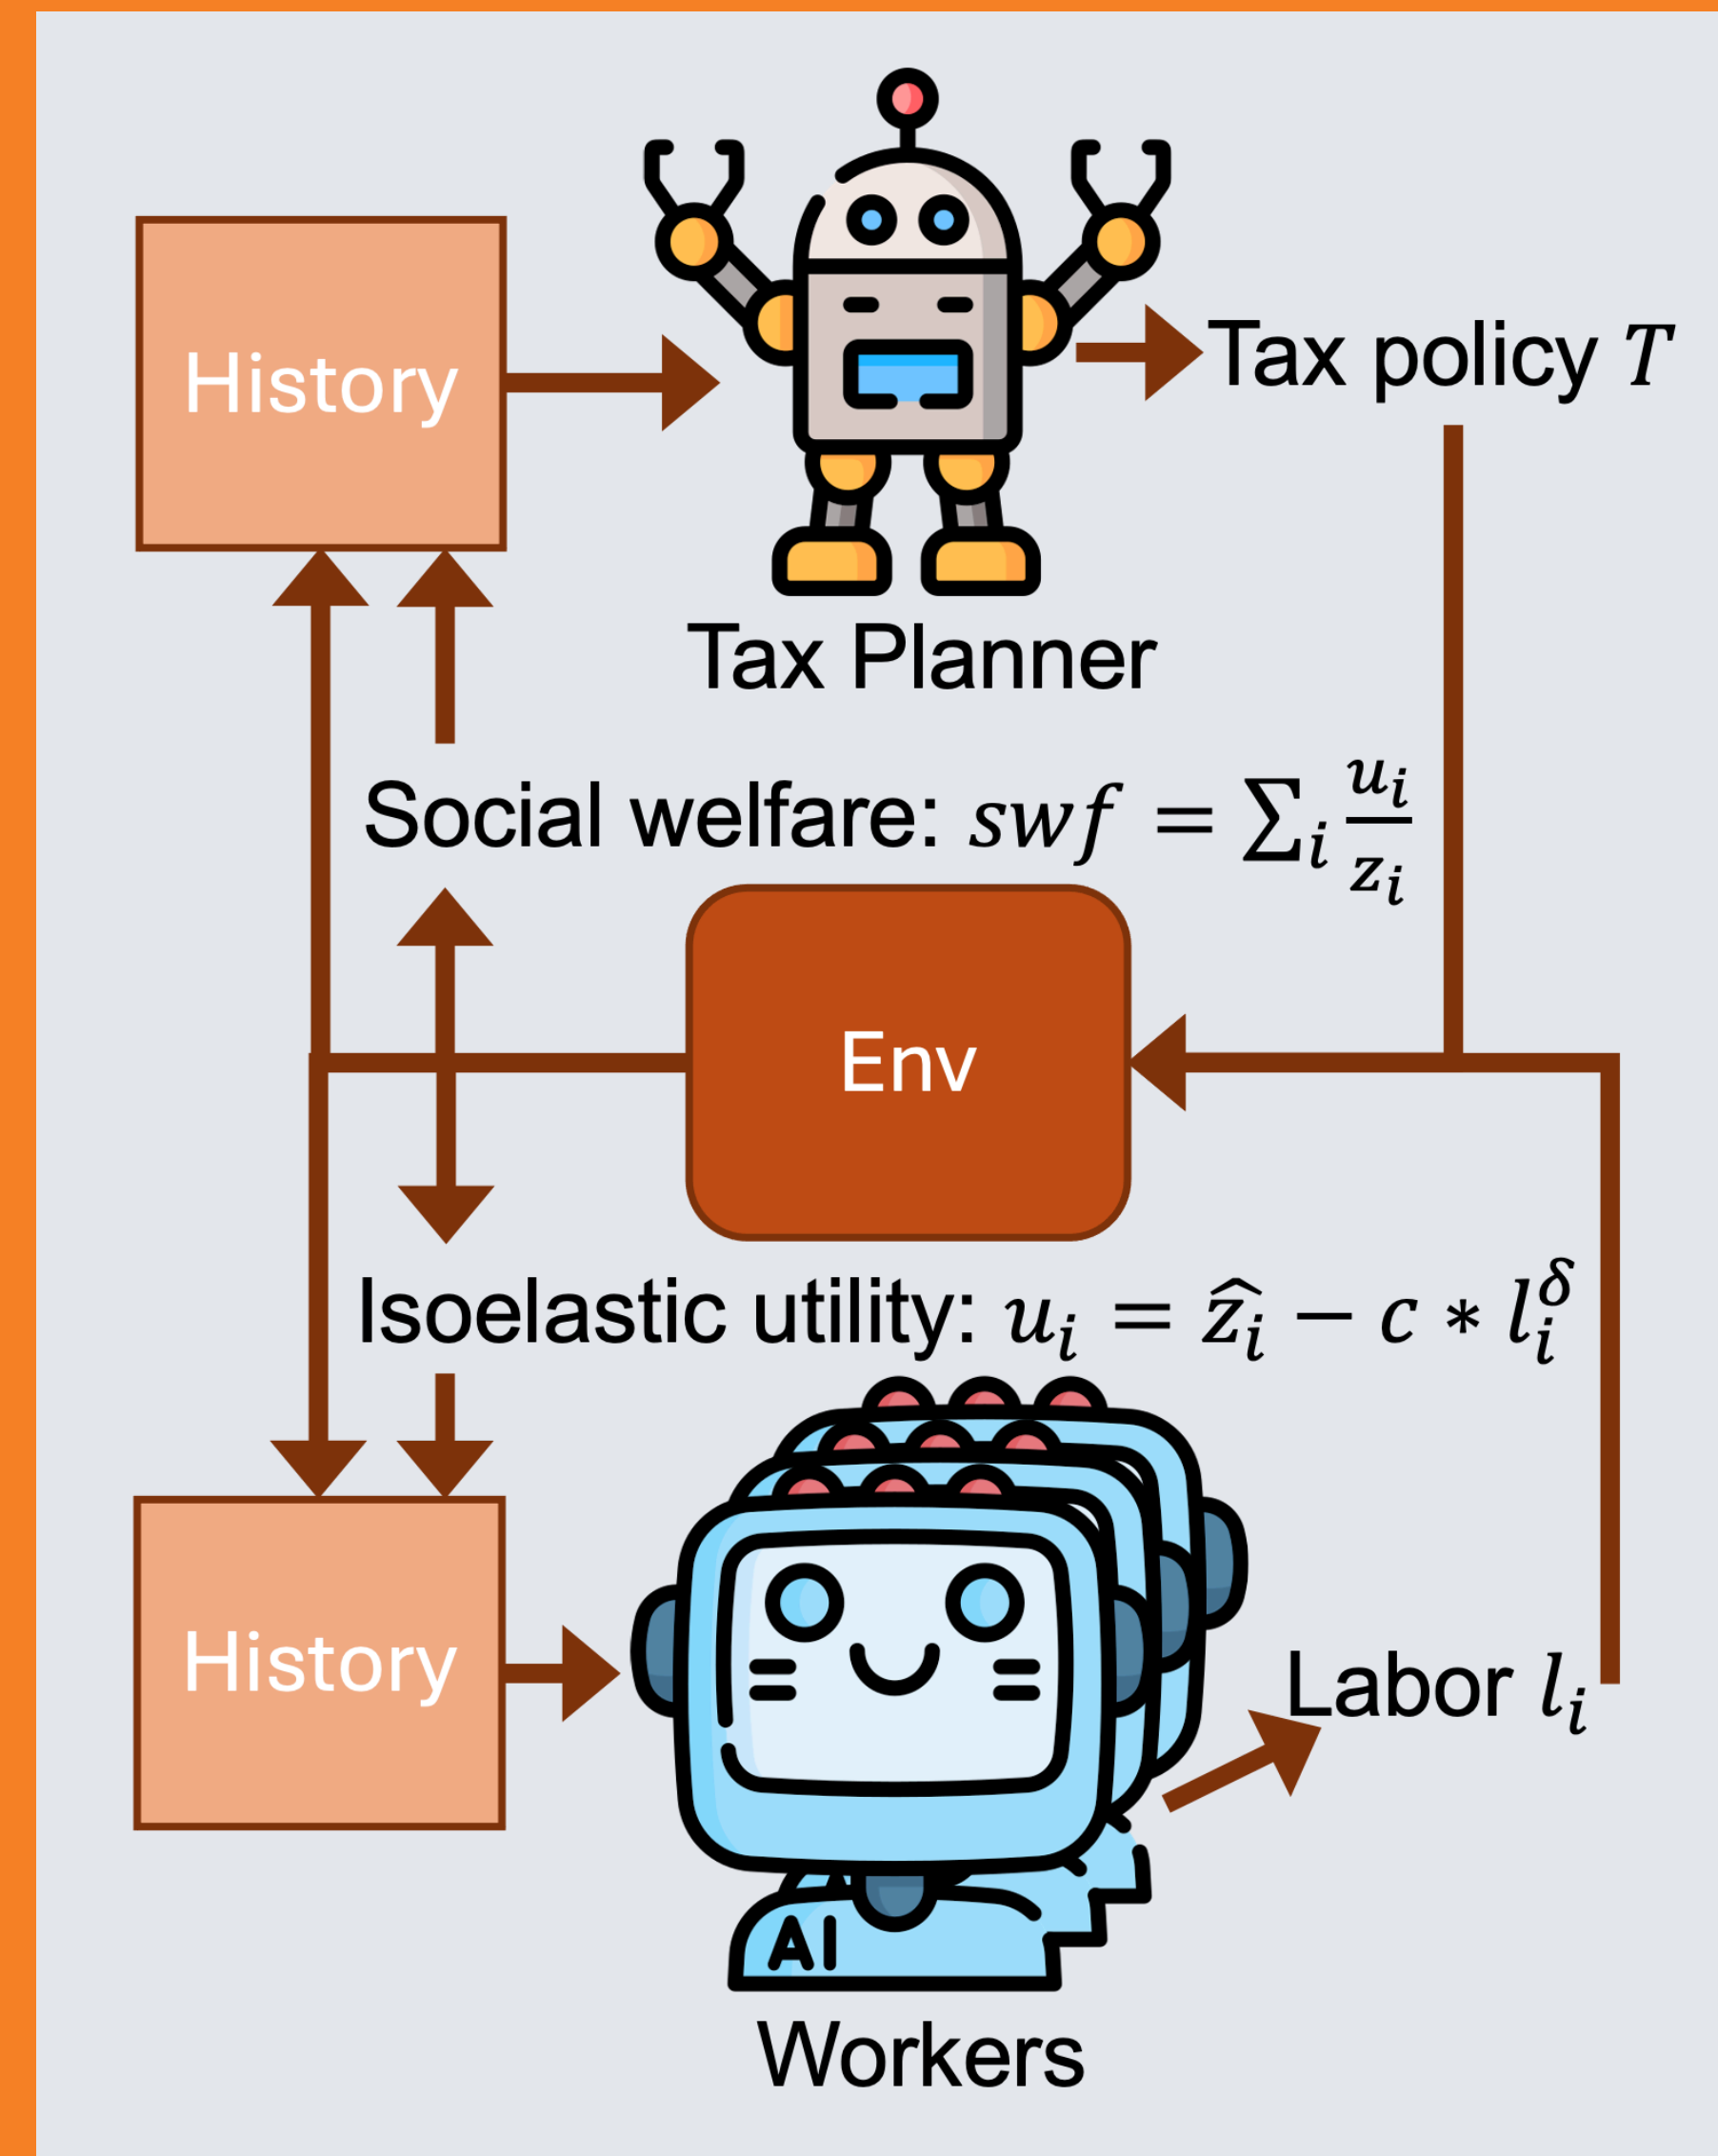 History
Tax policy T
Tax Planner
Social welfare: swf = ∑ᵢ uᵢ/zᵢ
Env
Isoelastic utility: uᵢ = ẑᵢ − c * lᵢ^δ
History
Labor lᵢ
AI
Workers